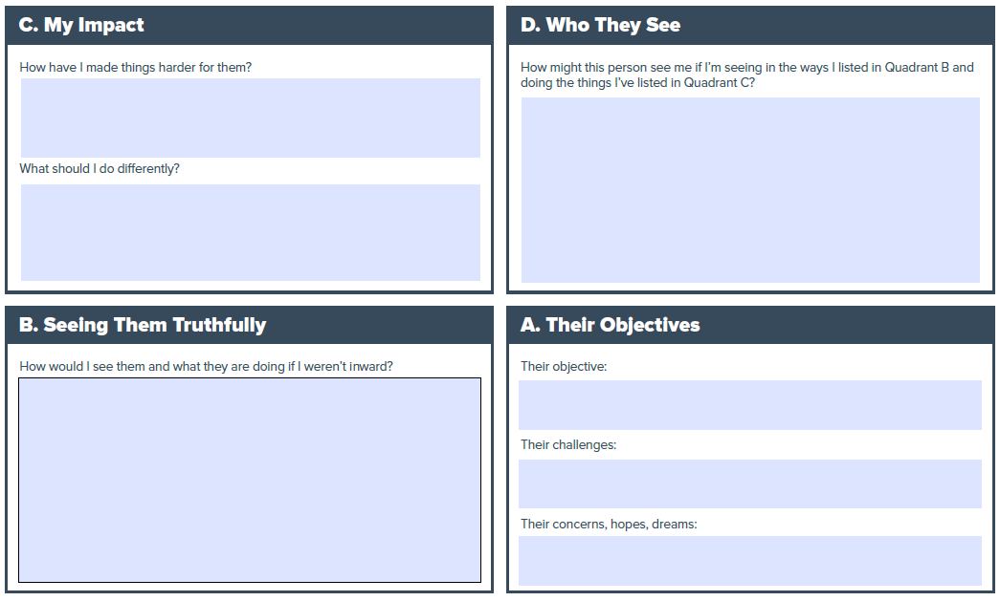 C. My Impact
How have I made things harder for them?
What should I do differently?
D. Who They See
How might this person see me if I'm seeing in the ways I listed in Quadrant B and
doing the things I've listed in Quadrant C?
B. Seeing Them Truthfully
How would I see them and what they are doing if I weren't inward?
A. Their Objectives
Their objective:
Their challenges:
Their concerns, hopes, dreams: